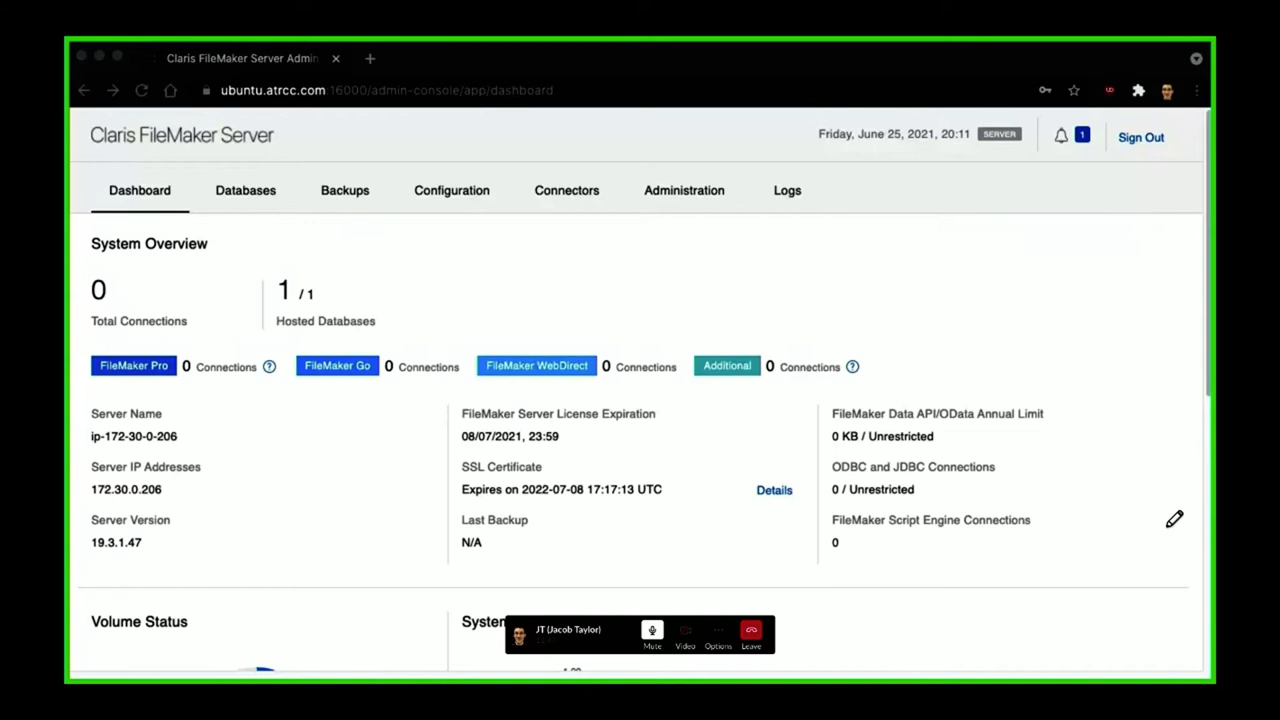 Claris FileMaker Server Admin
ubuntu.atrcc.com:16000/admin-console/app/dashboard
Claris FileMaker Server
Friday, June 25, 2021, 20:11 SERVER
1
Sign Out
Dashboard Databases Backups Configuration Connectors Administration Logs
System Overview
0
1 / 1
Total Connections
Hosted Databases
FileMaker Pro 0 Connections ? FileMaker Go 0 Connections FileMaker WebDirect 0 Connections Additional 0 Connections ?
Server Name
ip-172-30-0-206
Server IP Addresses
172.30.0.206
Server Version
19.3.1.47
FileMaker Server License Expiration
08/07/2021, 23:59
SSL Certificate
Expires on 2022-07-08 17:17:13 UTC Details
Last Backup
N/A
FileMaker Data API/OData Annual Limit
0 KB / Unrestricted
ODBC and JDBC Connections
0 / Unrestricted
FileMaker Script Engine Connections
0
Volume Status
JT (Jacob Taylor)
Mute Video Options Leave